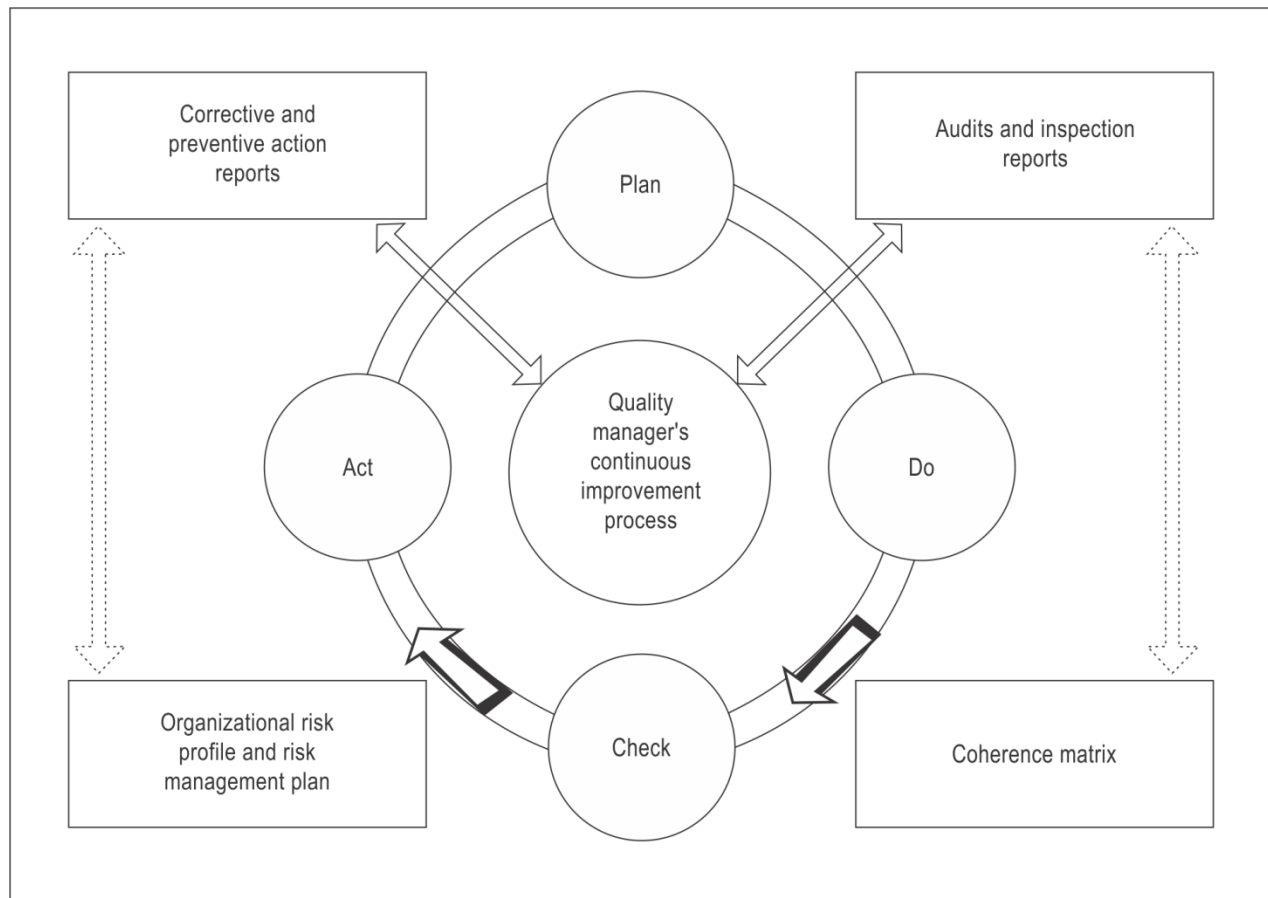 Corrective and
preventive action
reports
Audits and inspection
reports
Plan
Quality
manager's
continuous
improvement
process
Act
Do
Check
Organizational risk
profile and risk
management plan
Coherence matrix